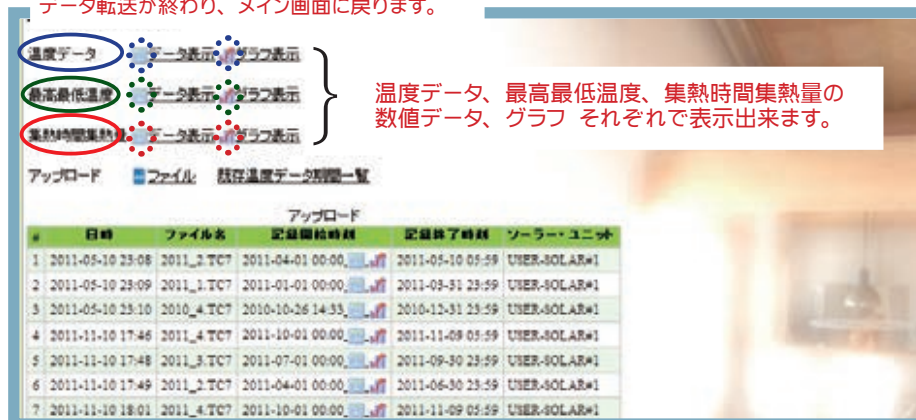 データ転送が終わり、メイン画面に戻ります。
温度データ データ表示 グラフ表示
最高最低温度 データ表示 グラフ表示
集熱時間集熱量 データ表示 グラフ表示
温度データ、最高最低温度、集熱時間集熱量の
数値データ、グラフ それぞれで表示出来ます。
アップロード ファイル 既存温度データ期間一覧
アップロード
# 日時 ファイル名 記録開始時刻 記録終了時刻 ソーラー・ユニット
1 2011-05-10 23:08 2011_2.TC7 2011-04-01 00:00 2011-05-10 05:59 USER-SOLAR#1
2 2011-05-10 23:09 2011_1.TC7 2011-01-01 00:00 2011-03-31 23:59 USER-SOLAR#1
3 2011-05-10 23:10 2010_4.TC7 2010-10-26 14:33 2010-12-31 23:59 USER-SOLAR#1
4 2011-11-10 17:46 2011_4.TC7 2011-10-01 00:00 2011-11-09 05:59 USER-SOLAR#1
5 2011-11-10 17:48 2011_3.TC7 2011-07-01 00:00 2011-09-30 23:59 USER-SOLAR#1
6 2011-11-10 17:49 2011_2.TC7 2011-04-01 00:00 2011-06-30 23:59 USER-SOLAR#1
7 2011-11-10 18:01 2011_4.TC7 2011-10-01 00:00 2011-11-09 05:59 USER-SOLAR#1